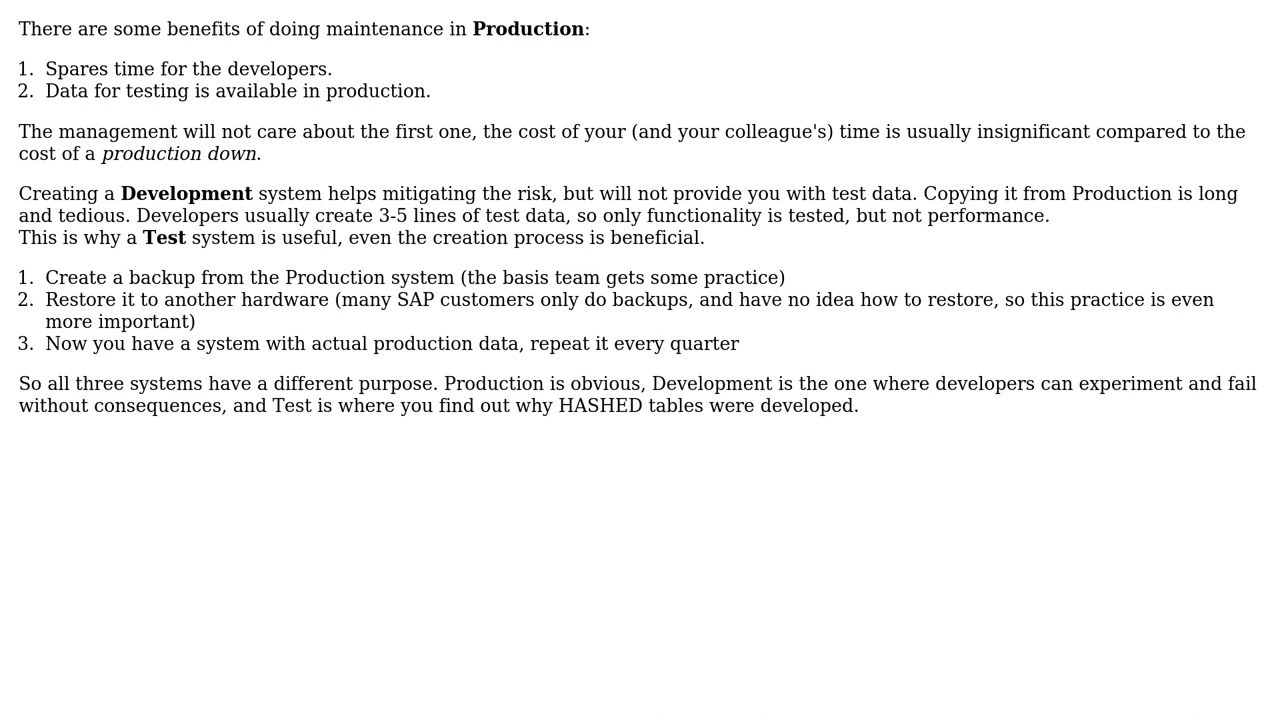 There are some benefits of doing maintenance in Production:
1. Spares time for the developers.
2. Data for testing is available in production.
The management will not care about the first one, the cost of your (and your colleague's) time is usually insignificant compared to the
cost of a production down.
Creating a Development system helps mitigating the risk, but will not provide you with test data. Copying it from Production is long
and tedious. Developers usually create 3-5 lines of test data, so only functionality is tested, but not performance.
This is why a Test system is useful, even the creation process is beneficial.
1. Create a backup from the Production system (the basis team gets some practice)
2. Restore it to another hardware (many SAP customers only do backups, and have no idea how to restore, so this practice is even
more important)
3. Now you have a system with actual production data, repeat it every quarter
So all three systems have a different purpose. Production is obvious, Development is the one where developers can experiment and fail
without consequences, and Test is where you find out why HASHED tables were developed.